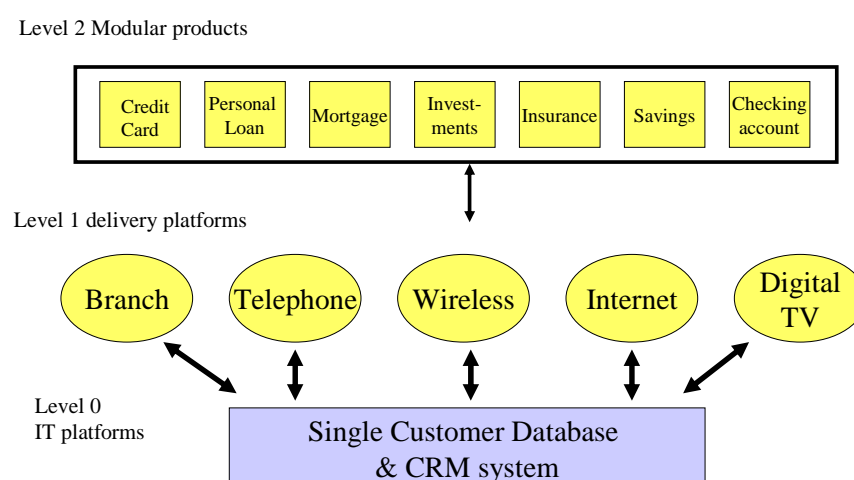 Level 2 Modular products
Credit
Card
Personal
Loan
Mortgage
Invest-
ments
Insurance
Savings
Checking
account
Level 1 delivery platforms
Branch
Telephone
Wireless
Internet
Digital
TV
Level 0
IT platforms
Single Customer Database
& CRM system